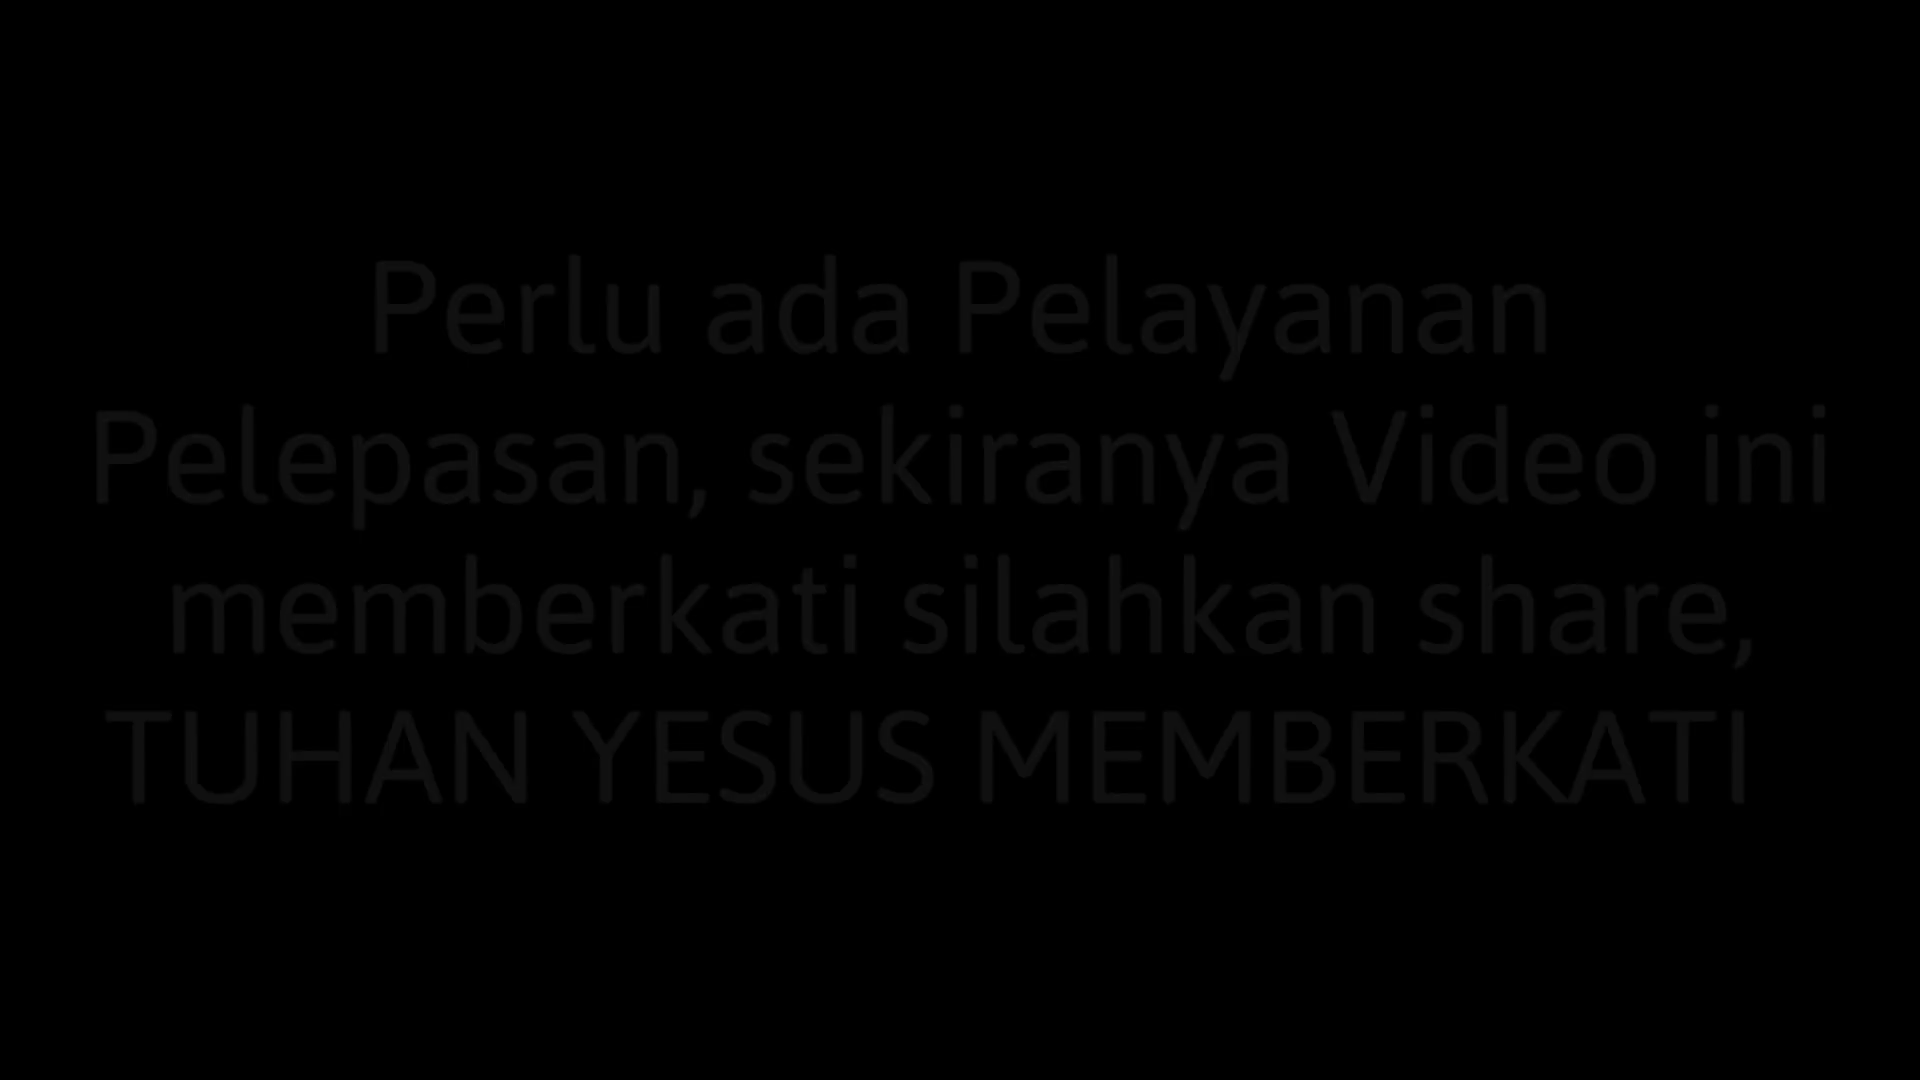 Perlu ada Pelayanan
Pelepasan, sekiranya Video ini
memberkati silahkan share,
TUHAN YESUS MEMBERKATI